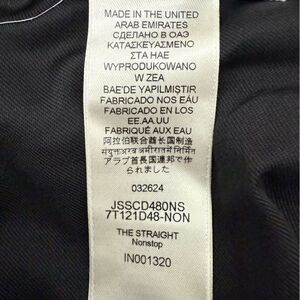 MADE IN THE UNITED
ARAB EMIRATES
СДЕЛАНО В ОАЭ
ΚΑΤΑΣΚΕΥΑΣΜΕΝΟ
ΣΤΑ ΗΑΕ
WYPRODUKOWANO
W ZEA
BAE'DE YAPILMIŞTIR
FABRICADO NOS EAU
FABRICADO EN LOS
EE.AA.UU
FABRIQUÉ AUX EAU
阿拉伯联合酋长国制造
संयुक्त अरब अमीरात में निर्मित
アラブ首長国連邦で作
られました
032624
JSSCD480NS
7T121D48-NON
THE STRAIGHT
Nonstop
IN001320